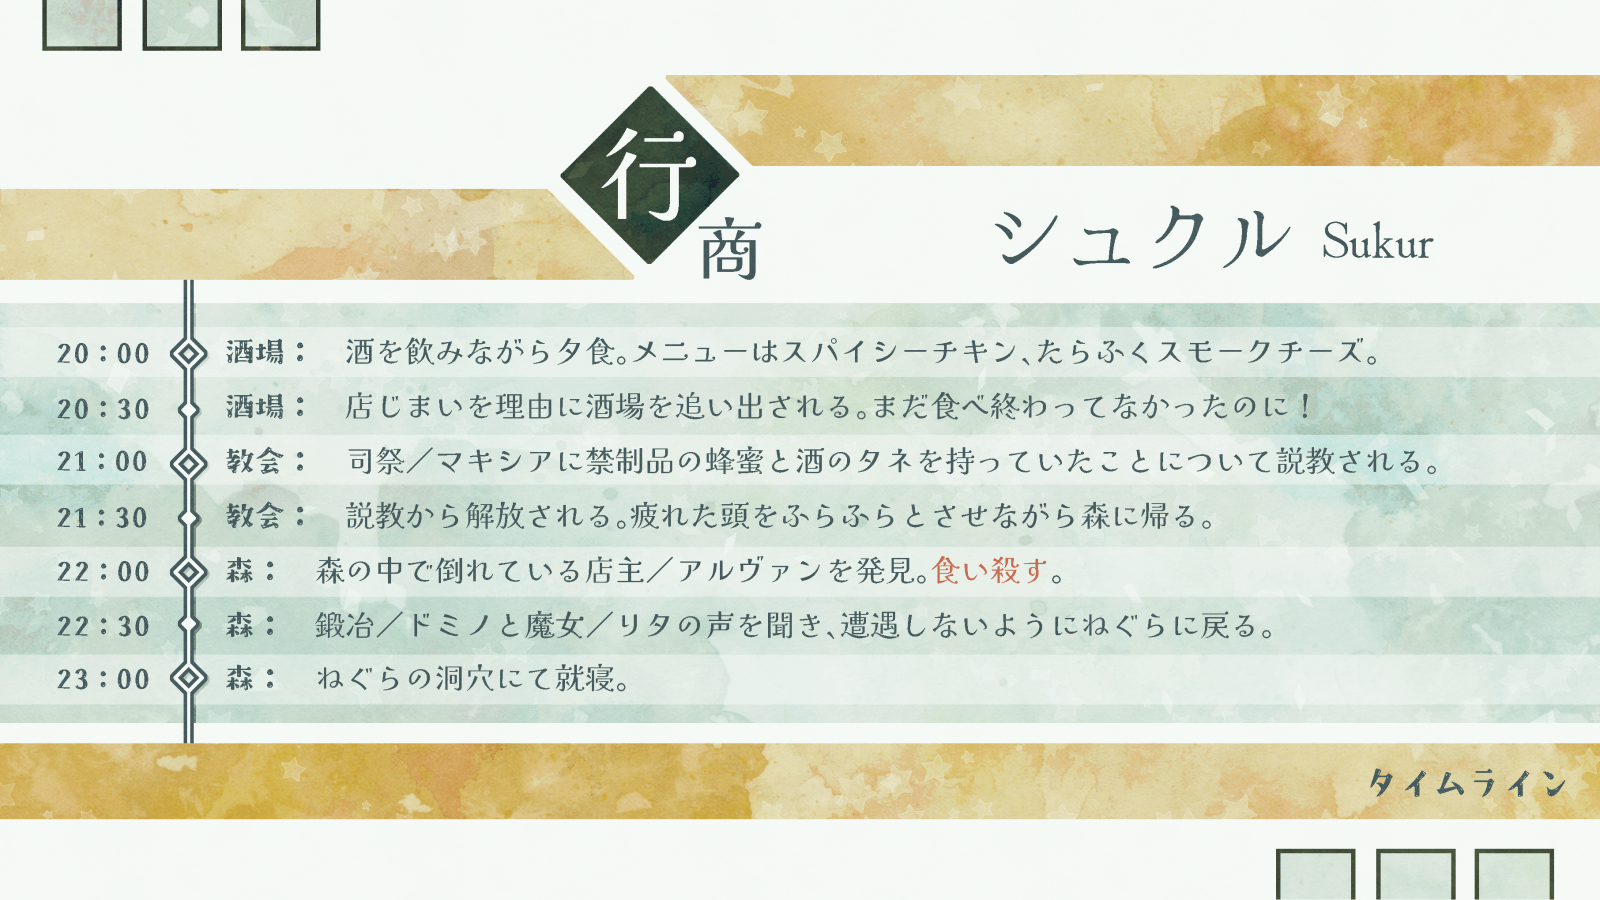 行商
シュクル Sukur
20：00 酒場： 酒を飲みながら夕食。メニューはスパイシーチキン、たらふくスモークチーズ。
20：30 酒場： 店じまいを理由に酒場を追い出される。まだ食べ終わってなかったのに！
21：00 教会： 司祭／マキシアに禁制品の蜂蜜と酒のタネを持っていたことについて説教される。
21：30 教会： 説教から解放される。疲れた頭をふらふらとさせながら森に帰る。
22：00 森： 森の中で倒れている店主／アルヴァンを発見。食い殺す。
22：30 森： 鍛冶／ドミノと魔女／リタの声を聞き、遭遇しないようにねぐらに戻る。
23：00 森： ねぐらの洞穴にて就寝。
タイムライン